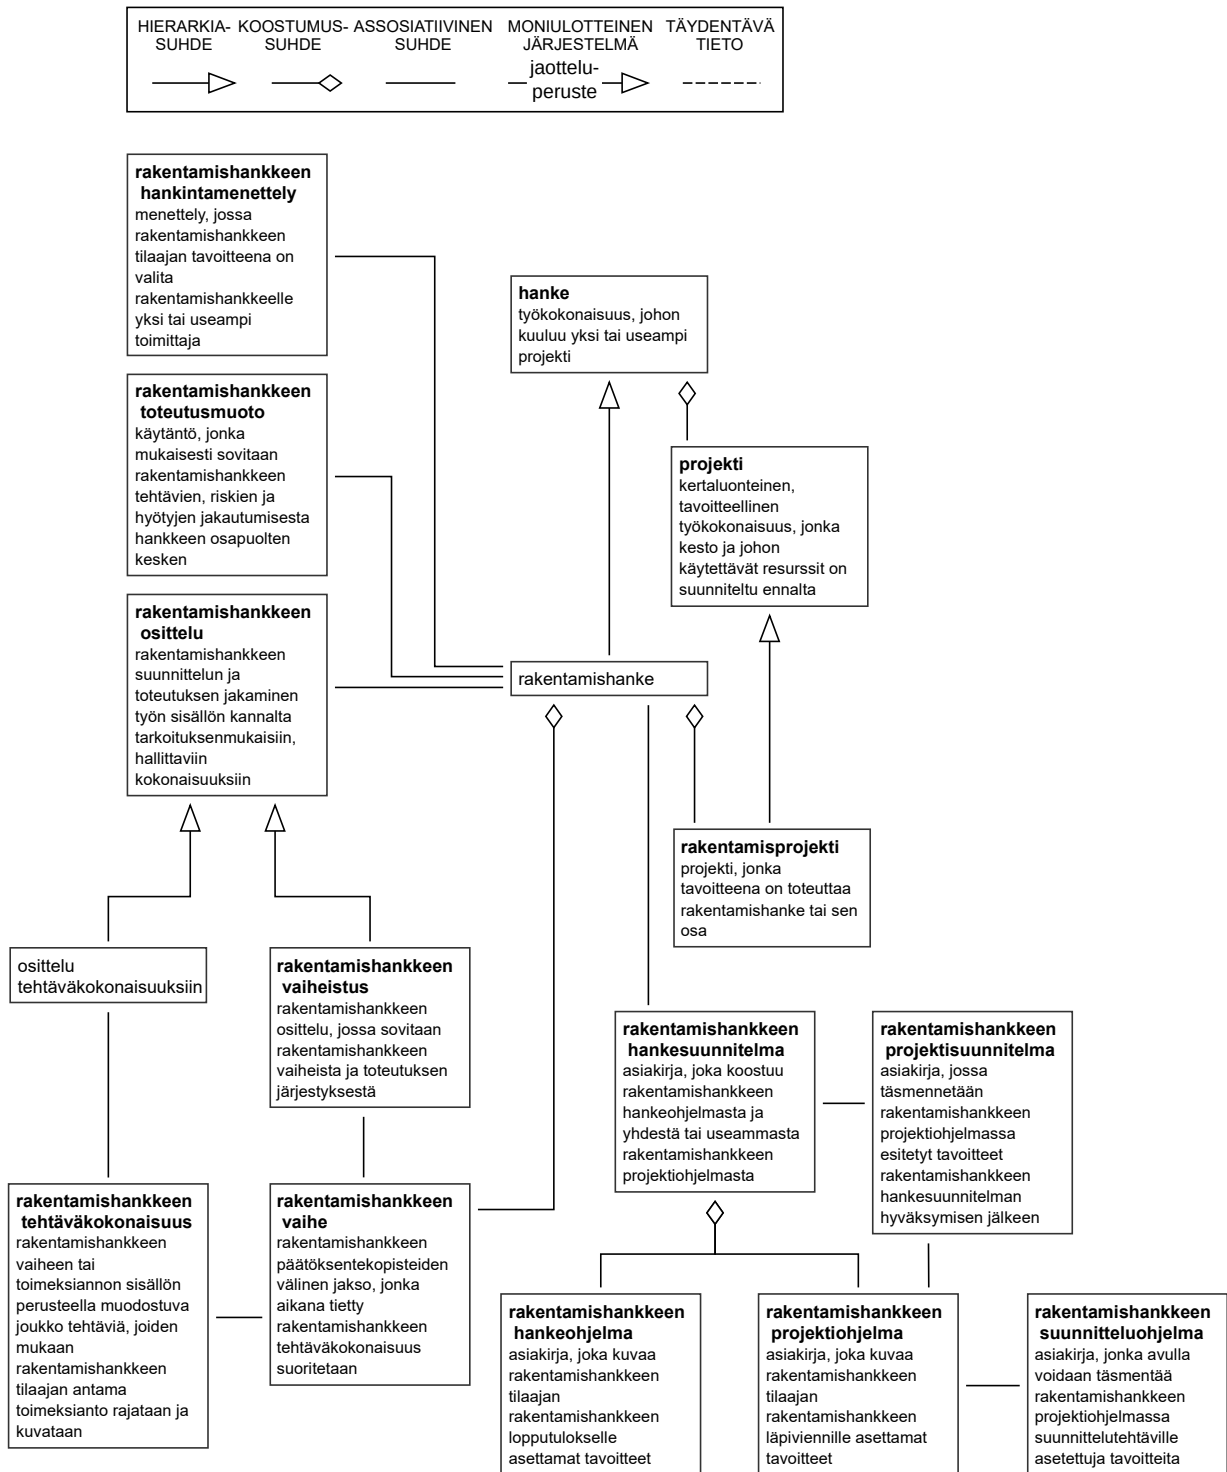 HIERARKIA-
SUHDE
KOOSTUMUS-
SUHDE
ASSOSIATIIVINEN
SUHDE
MONIULOTTEINEN
JÄRJESTELMÄ
jaottelu-
peruste
TÄYDENTÄVÄ
TIETO
rakentamishankkeen
hankintamenettely
menettely, jossa
rakentamishankkeen
tilaajan tavoitteena on
valita
rakentamishankkeelle
yksi tai useampi
toimittaja
hanke
työkokonaisuus, johon
kuuluu yksi tai useampi
projekti
rakentamishankkeen
toteutusmuoto
käytäntö, jonka
mukaisesti sovitaan
rakentamishankkeen
tehtävien, riskien ja
hyötyjen jakautumisesta
hankkeen osapuolten
kesken
projekti
kertaluonteinen,
tavoitteellinen
työkokonaisuus, jonka
kesto ja johon
käytettävät resurssit on
suunniteltu ennalta
rakentamishankkeen
osittelu
rakentamishankkeen
suunnittelun ja
toteutuksen jakaminen
työn sisällön kannalta
tarkoituksenmukaisiin,
hallittaviin
kokonaisuuksiin
rakentamishanke
rakentamisprojekti
projekti, jonka
tavoitteena on toteuttaa
rakentamishanke tai sen
osa
osittelu
tehtäväkokonaisuuksiin
rakentamishankkeen
vaiheistus
rakentamishankkeen
osittelu, jossa sovitaan
rakentamishankkeen
vaiheista ja toteutuksen
järjestyksestä
rakentamishankkeen
hankesuunnitelma
asiakirja, joka koostuu
rakentamishankkeen
hankeohjelmasta ja
yhdestä tai useammasta
rakentamishankkeen
projektiohjelmasta
rakentamishankkeen
projektisuunnitelma
asiakirja, jossa
täsmennetään
rakentamishankkeen
projektiohjelmassa
esitetyt tavoitteet
rakentamishankkeen
hankesuunnitelman
hyväksymisen jälkeen
rakentamishankkeen
tehtäväkokonaisuus
rakentamishankkeen
vaiheen tai
toimeksiannon sisällön
perusteella muodostuva
joukko tehtäviä, joiden
mukaan
rakentamishankkeen
tilaajan antama
toimeksianto rajataan ja
kuvataan
rakentamishankkeen
vaihe
rakentamishankkeen
päätöksentekopisteiden
välinen jakso, jonka
aikana tietty
rakentamishankkeen
tehtäväkokonaisuus
suoritetaan
rakentamishankkeen
hankeohjelma
asiakirja, joka kuvaa
rakentamishankkeen
tilaajan
rakentamishankkeen
lopputulokselle
asettamat tavoitteet
rakentamishankkeen
projektiohjelma
asiakirja, joka kuvaa
rakentamishankkeen
tilaajan
rakentamishankkeen
läpiviennille asettamat
tavoitteet
rakentamishankkeen
suunnitteluohjelma
asiakirja, jonka avulla
voidaan täsmentää
rakentamishankkeen
projektiohjelmassa
suunnittelutehtäville
asetettuja tavoitteita